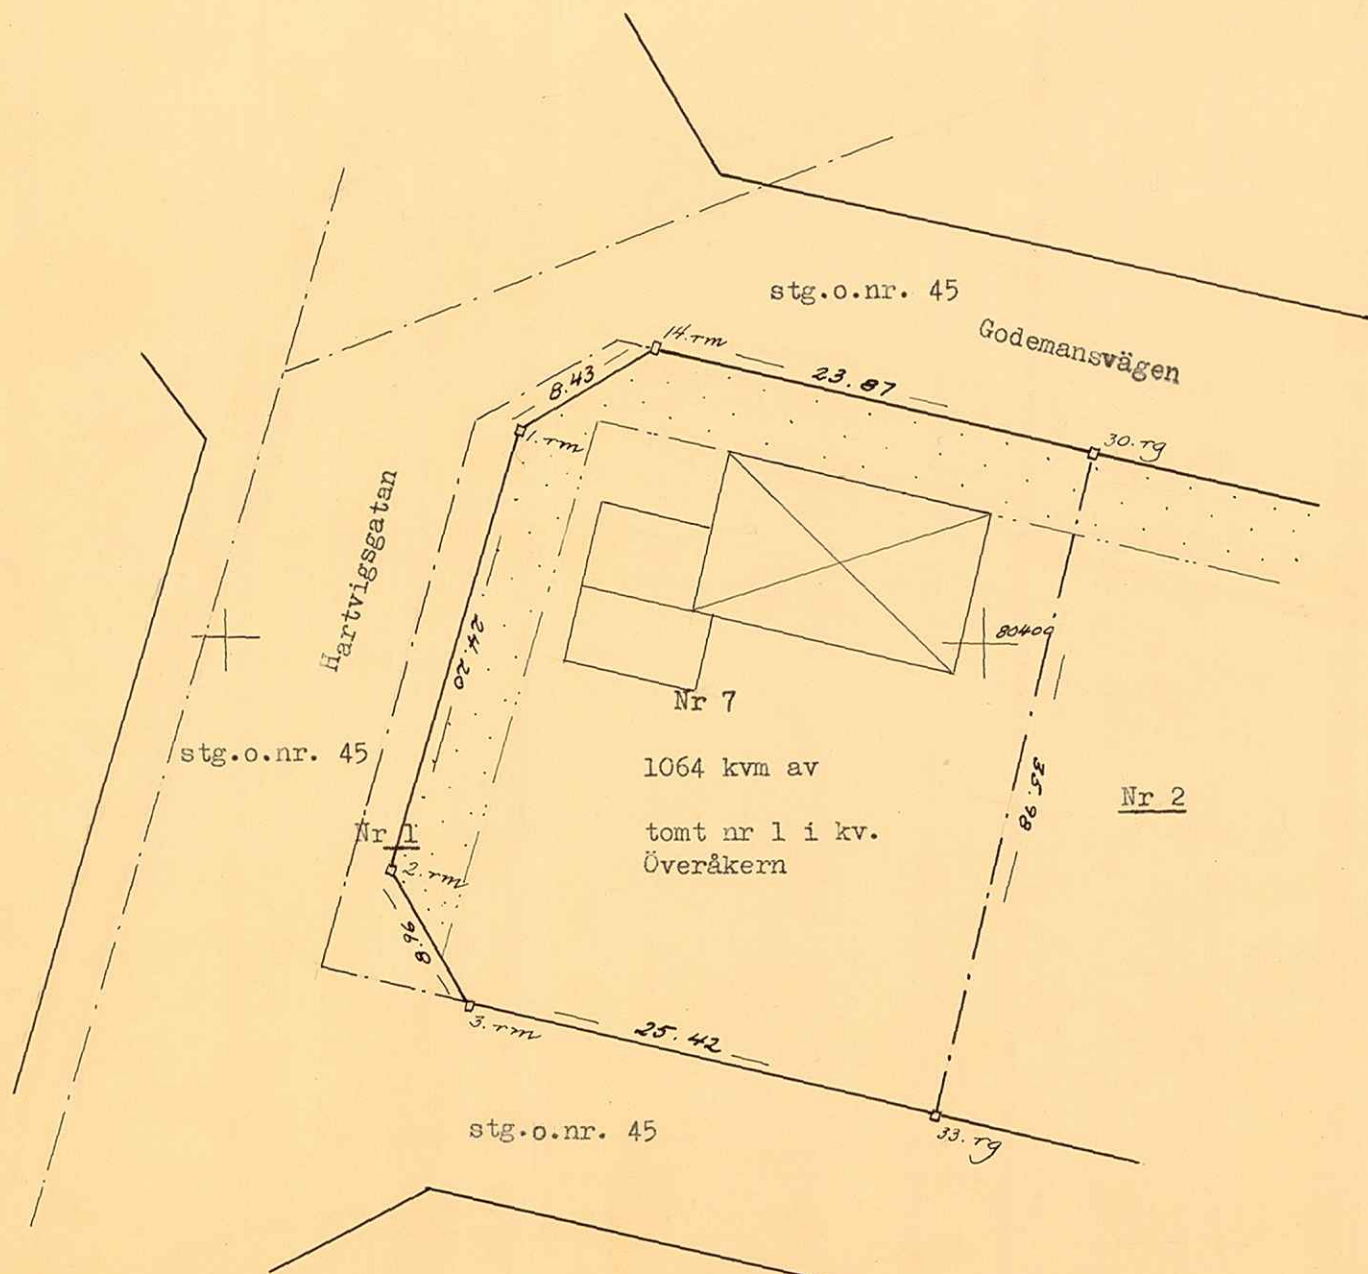 stg.o.nr. 45
Godemansvägen
14.rm
8.43
23.87
30.rg
1.rm
Hartvigsgatan
24.20
80409
Nr 7
stg.o.nr. 45
1064 kvm av
35.98
Nr 2
Nr 1
tomt nr 1 i kv.
Överåkern
2.rm
8.96
3.rm
25.42
stg.o.nr. 45
33.rg